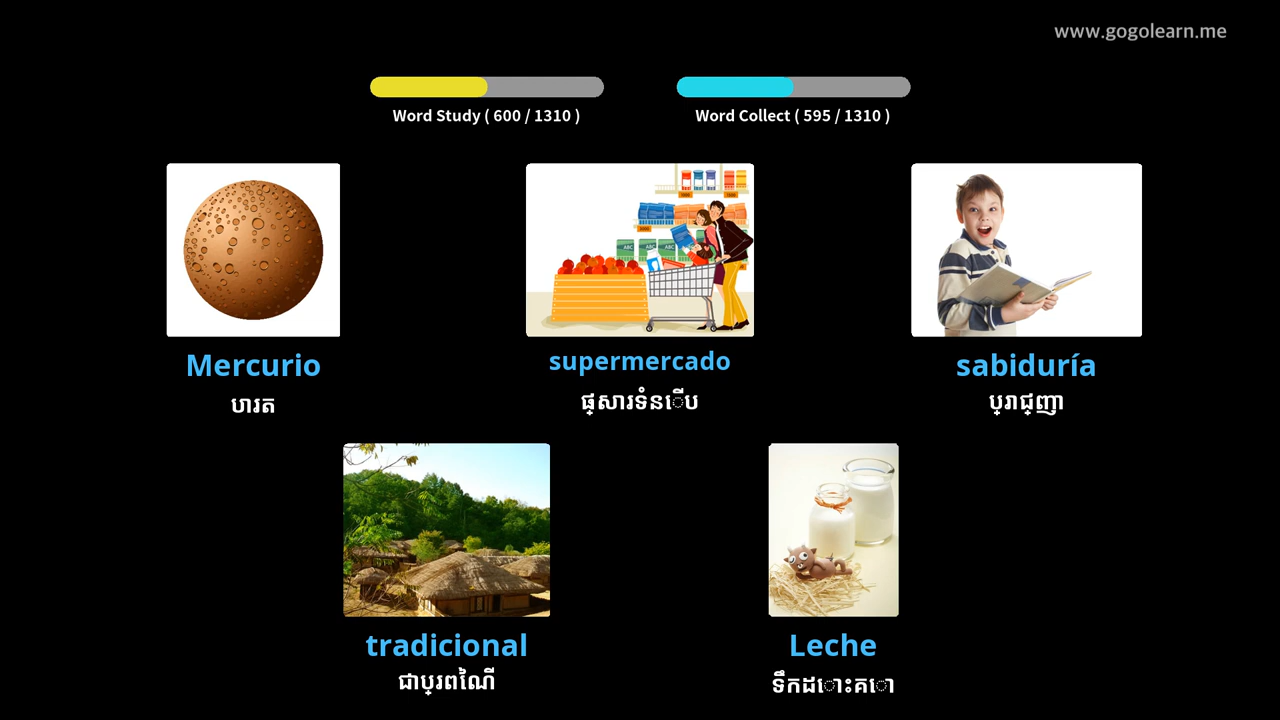 www.gogolearn.me
Word Study ( 600 / 1310 )
Word Collect ( 595 / 1310 )
Mercurio
បារត
supermercado
ផ្សារទំនើប
sabiduría
ប្រាជ្ញា
tradicional
ជាប្រពៃណី
Leche
ទឹកដោះគោ